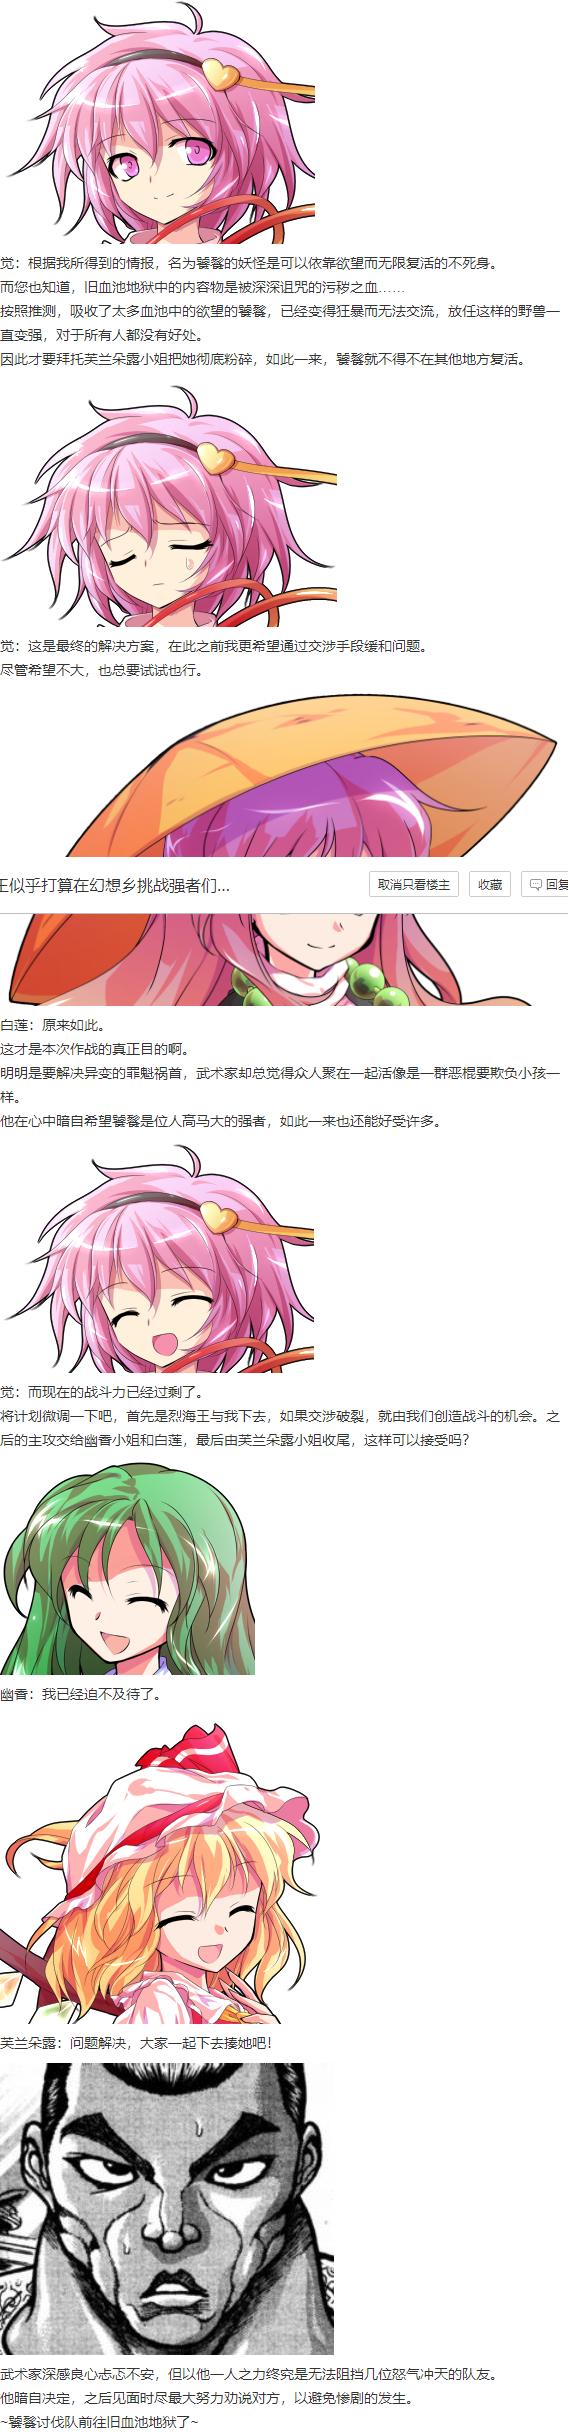 觉：根据我所得到的情报，名为饕餮的妖怪是可以依靠欲望而无限复活的不死身。
而您也知道，旧血池地狱中的内容物是被深深诅咒的污秽之血……
按照推测，吸收了太多血池中的欲望的饕餮，已经变得狂暴而无法交流，放任这样的野兽一
直变强，对于所有人都没有好处。
因此才要拜托芙兰朵露小姐把她彻底粉碎，如此一来，饕餮就不得不在其他地方复活。
觉：这是最终的解决方案，在此之前我更希望通过交涉手段缓和问题。
尽管希望不大，也总要试试也行。
王似乎打算在幻想乡挑战强者们...
取消只看楼主
收藏
回复
白莲：原来如此。
这才是本次作战的真正目的啊。
明明是要解决异变的罪魁祸首，武术家却总觉得众人聚在一起活像是一群恶棍要欺负小孩一
样。
他在心中暗自希望饕餮是位人高马大的强者，如此一来也还能好受许多。
觉：而现在的战斗力已经过剩了。
将计划微调一下吧，首先是烈海王与我下去，如果交涉破裂，就由我们创造战斗的机会。之
后的主攻交给幽香小姐和白莲，最后由芙兰朵露小姐收尾，这样可以接受吗？
幽香：我已经迫不及待了。
芙兰朵露：问题解决，大家一起下去揍她吧！
武术家深感良心忐忑不安，但以他一人之力终究是无法阻挡几位怒气冲天的队友。
他暗自决定，之后见面时尽最大努力劝说对方，以避免惨剧的发生。
~饕餮讨伐队前往旧血池地狱了~